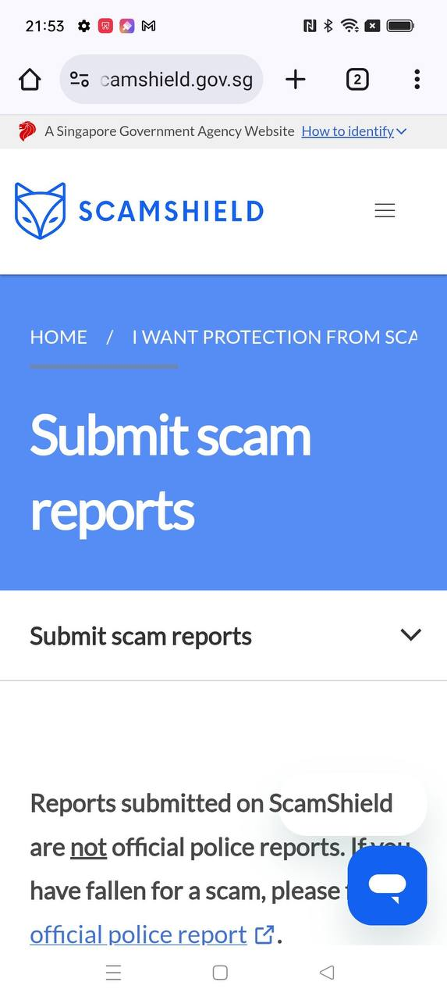 21:53
camshield.gov.sg
2
A Singapore Government Agency Website How to identify
SCAMSHIELD
HOME / I WANT PROTECTION FROM
Submit scam
reports
Submit scam reports
Reports submitted on ScamShield
are not official police reports. If you
have fallen for a scam, please
official police report .